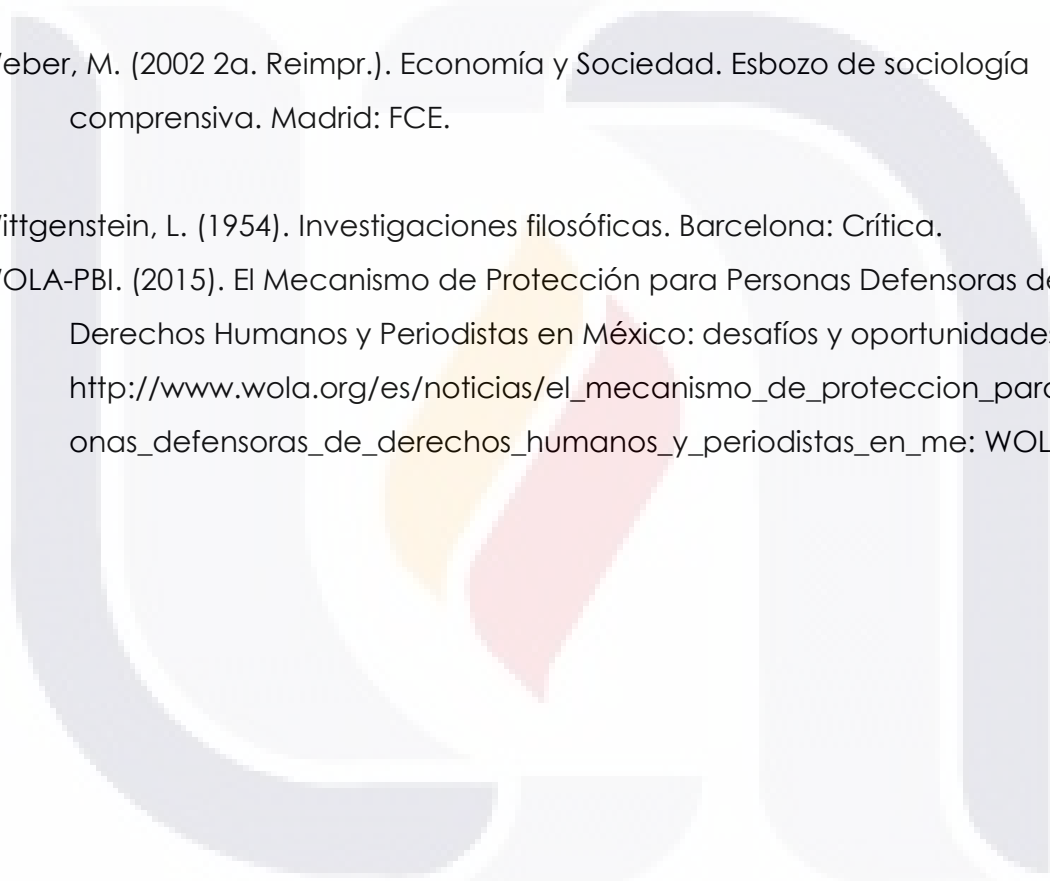 eber, M. (2002 2a. Reimpr.). Economía y Sociedad. Esbozo de sociología
comprensiva. Madrid: FCE.
ittgenstein, L. (1954). Investigaciones filosóficas. Barcelona: Crítica.
OLA-PBI. (2015). El Mecanismo de Protección para Personas Defensoras de
Derechos Humanos y Periodistas en México: desafíos y oportunidades
http://www.wola.org/es/noticias/el_mecanismo_de_proteccion_para
onas_defensoras_de_derechos_humanos_y_periodistas_en_me: WOL